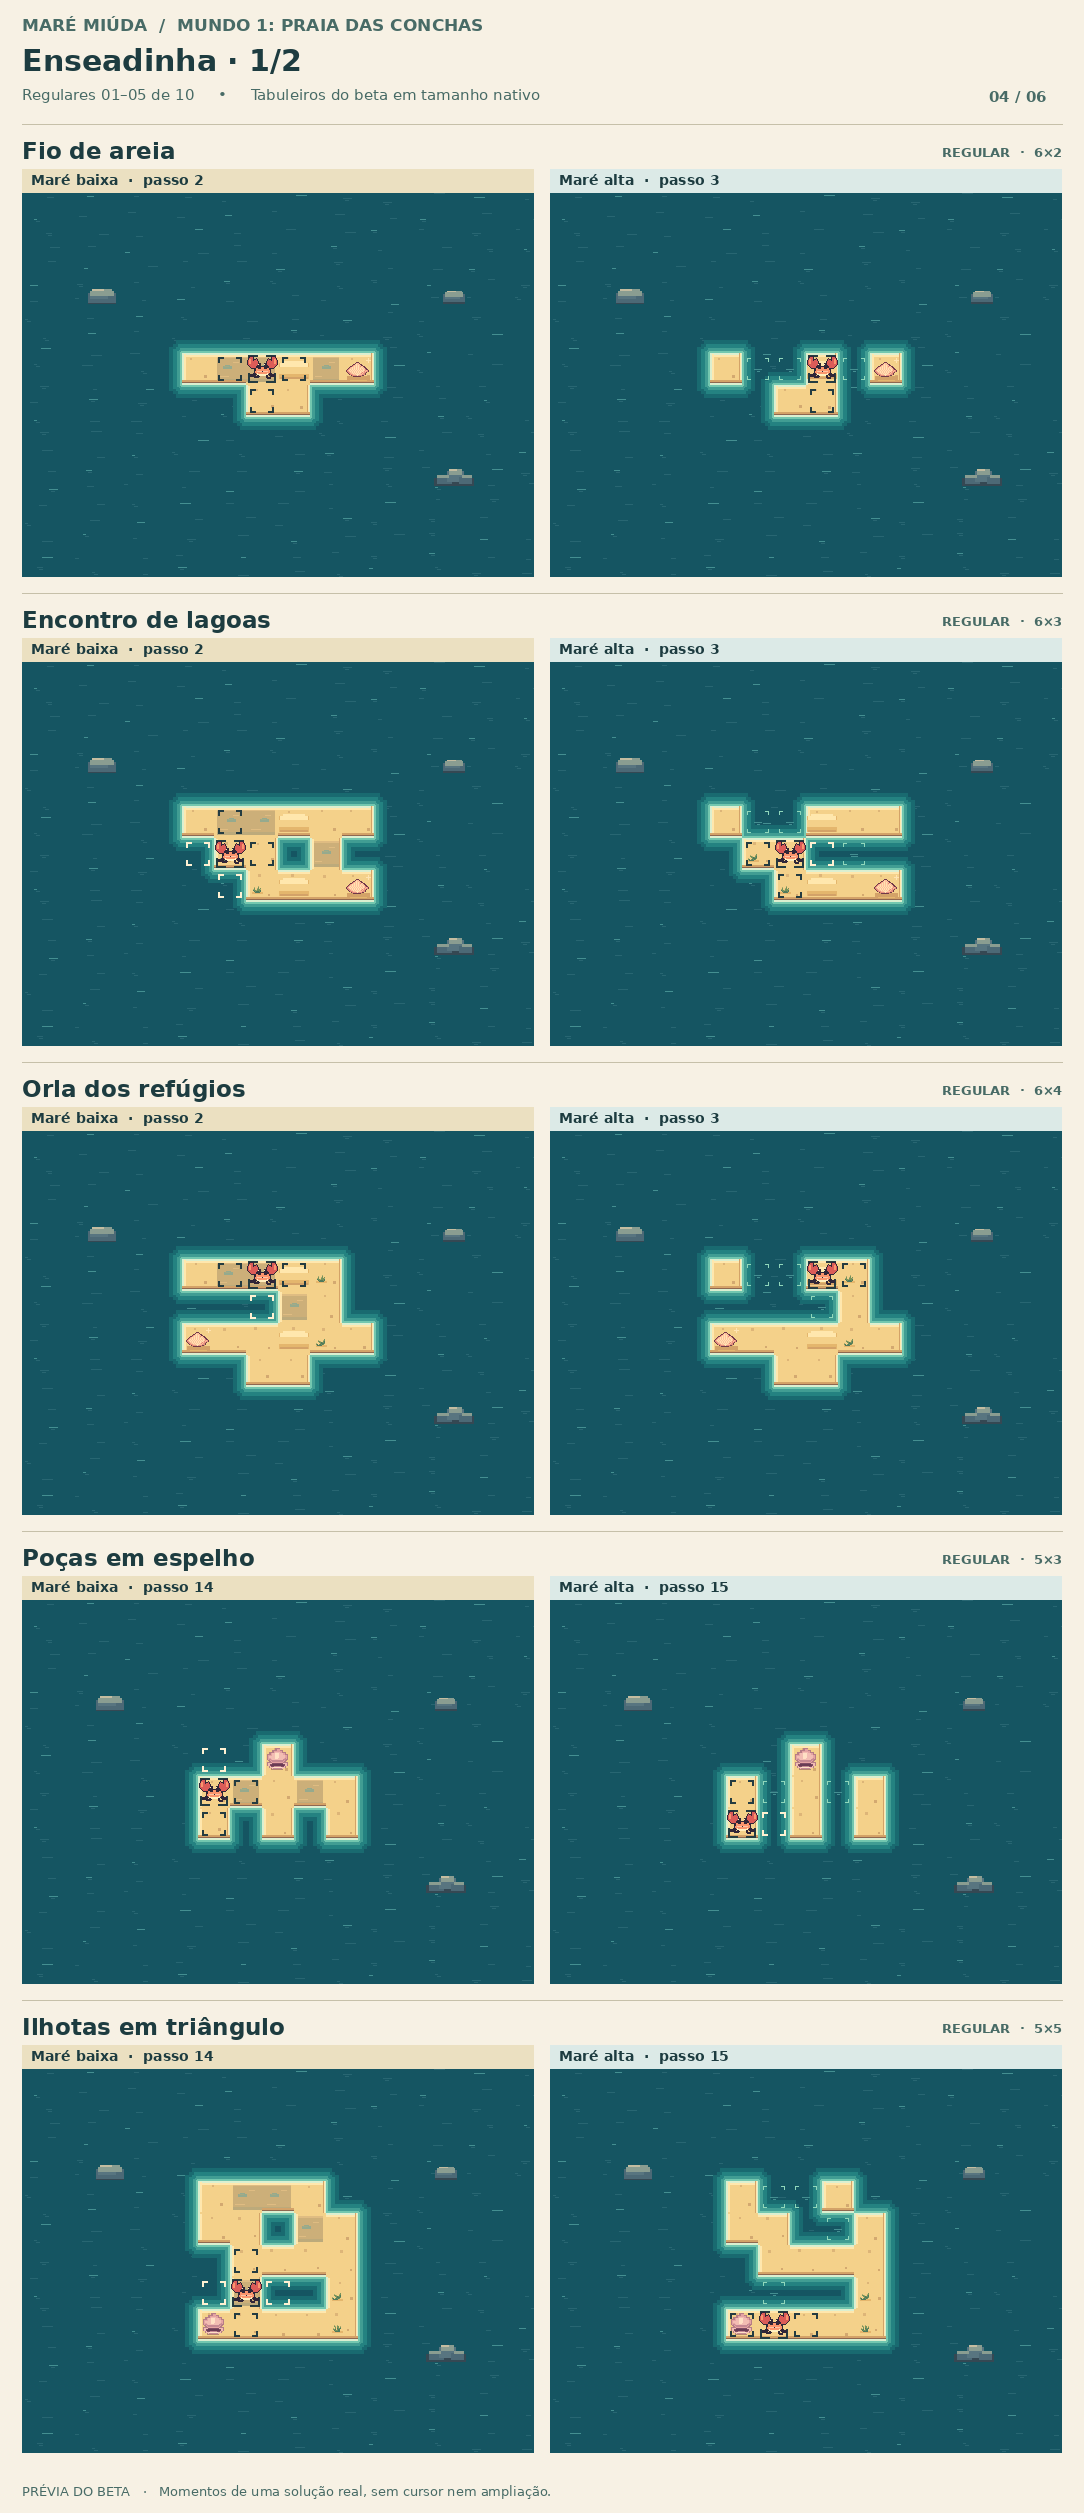 MARÉ MIÚDA / MUNDO 1: PRAIA DAS CONCHAS
Enseadinha · 1/2
Regulares 01–05 de 10 • Tabuleiros do beta em tamanho nativo
04 / 06
Fio de areia
REGULAR · 6×2
Maré baixa · passo 2
Maré alta · passo 3
Encontro de lagoas
REGULAR · 6×3
Maré baixa · passo 2
Maré alta · passo 3
Orla dos refúgios
REGULAR · 6×4
Maré baixa · passo 2
Maré alta · passo 3
Poças em espelho
REGULAR · 5×3
Maré baixa · passo 14
Maré alta · passo 15
Ilhotas em triângulo
REGULAR · 5×5
Maré baixa · passo 14
Maré alta · passo 15
PRÉVIA DO BETA · Momentos de uma solução real, sem cursor nem ampliação.